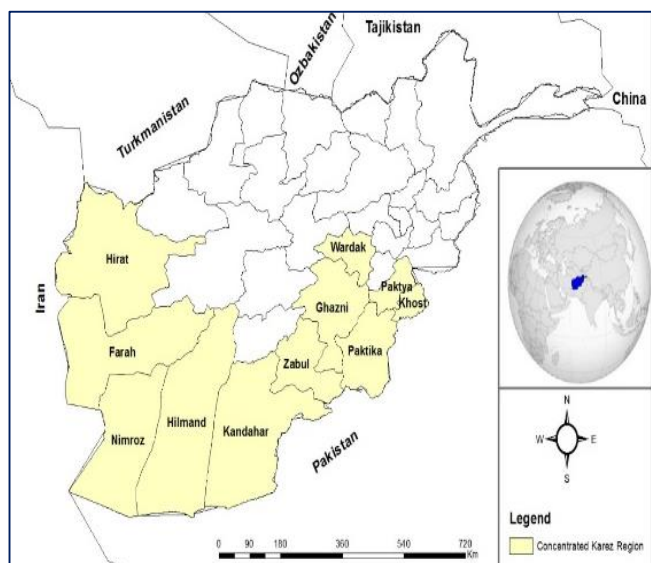 Tajikistan
Ozbakistan
China
Turkmanistan
Hirat
Wardak
Paktya
Khost
Iran
Ghazni
Farah
Zabul
Paktika
Hilmand
Kandahar
Nimroz
Pakistan
N
W E
S
Legend
Concentrated Karez Region
0 90 180 360 540 720
Km